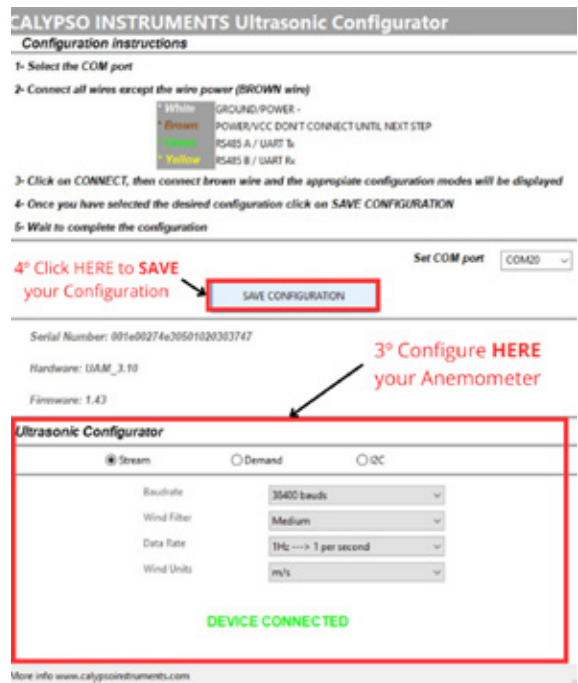 CALYPSO INSTRUMENTS Ultrasonic Configurator
Configuration instructions
1- Select the COM port
2- Connect all wires except the wire power (BROWN wire)
* White GROUND/POWER -
* Brown POWER/VCC DON'T CONNECT UNTIL NEXT STEP
* Green RS485 A / UART Tx
* Yellow RS485 B / UART Rx
3- Click on CONNECT, then connect brown wire and the appropiate configuration modes will be displayed
4- Once you have selected the desired configuration click on SAVE CONFIGURATION
5- Wait to complete the configuration
Set COM port COM20
4º Click HERE to SAVE
your Configuration
SAVE CONFIGURATION
Serial Number: 001e00274e30501020303747
Hardware: UAM_3.10
Firmware: 1.43
3º Configure HERE
your Anemometer
Ultrasonic Configurator
Stream Demand I2C
Baudrate 38400 bauds
Wind Filter Medium
Data Rate 1Hz ---> 1 per second
Wind Units m/s
DEVICE CONNECTED
More info www.calypsoinstruments.com